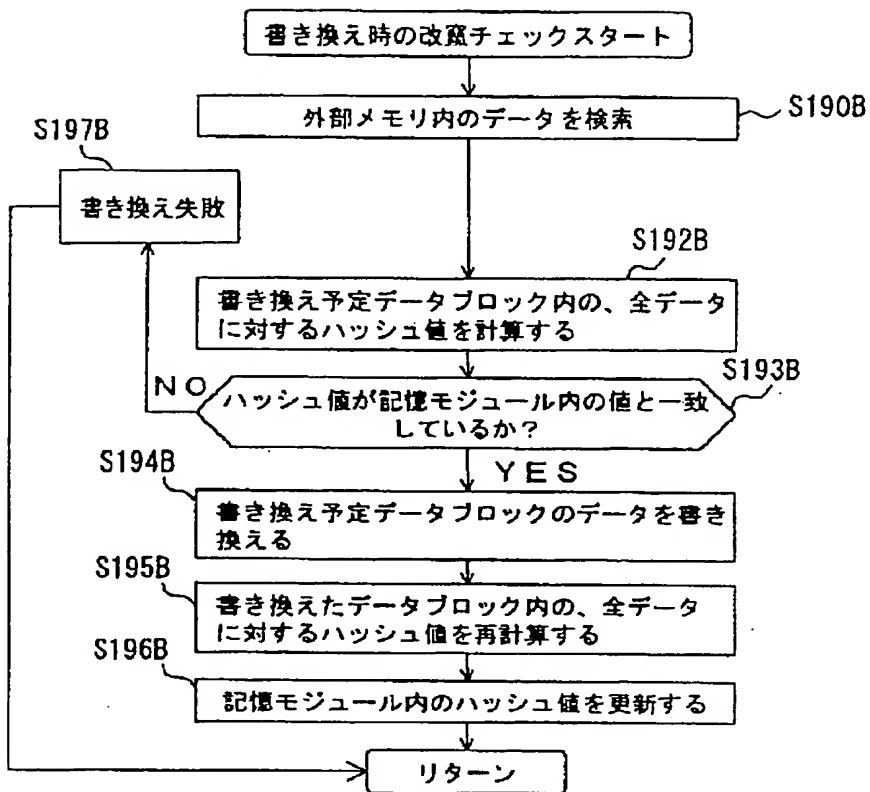 書き換え時の改竄チェックスタート
S190B
外部メモリ内のデータを検索
S197B
書き換え失敗
S192B
書き換え予定データブロック内の、全データ
に対するハッシュ値を計算する
S193B
NO
ハッシュ値が記憶モジュール内の値と一致
しているか？
YES
S194B
書き換え予定データブロックのデータを書き
換える
S195B
書き換えたデータブロック内の、全データ
に対するハッシュ値を再計算する
S196B
記憶モジュール内のハッシュ値を更新する
リターン